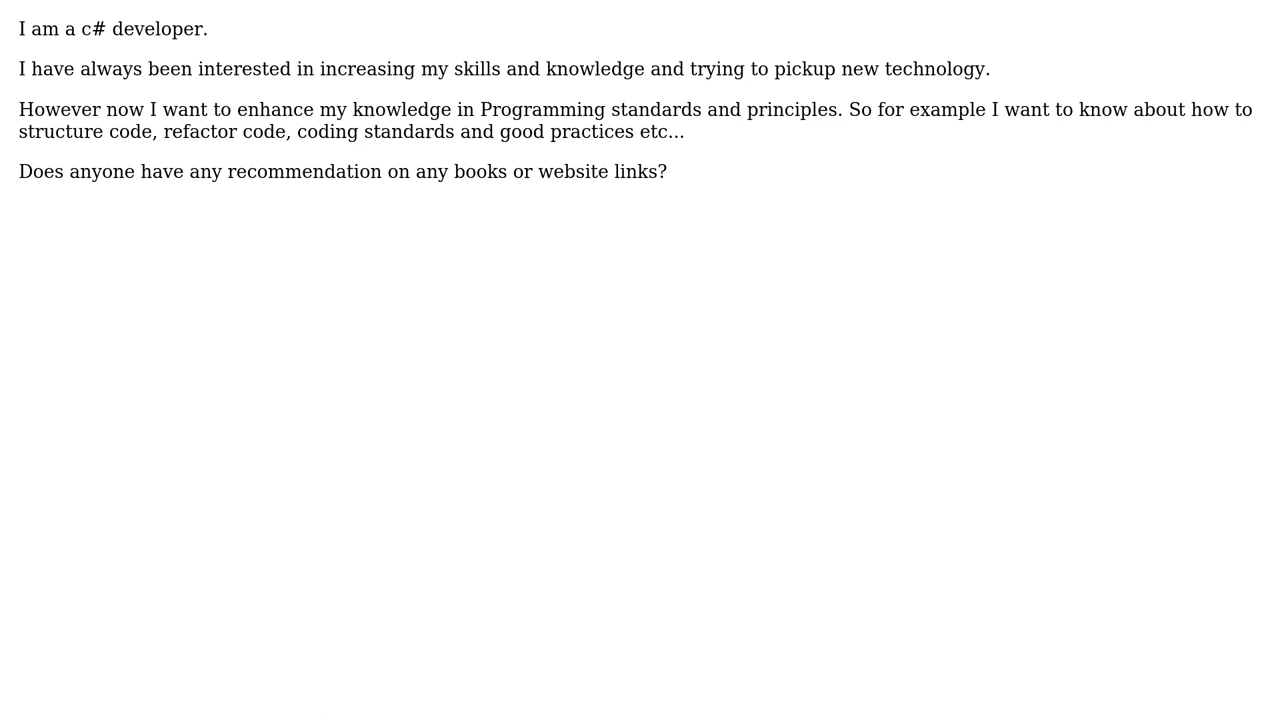 I am a c# developer.
I have always been interested in increasing my skills and knowledge and trying to pickup new technology.
However now I want to enhance my knowledge in Programming standards and principles. So for example I want to know about how to
structure code, refactor code, coding standards and good practices etc...
Does anyone have any recommendation on any books or website links?